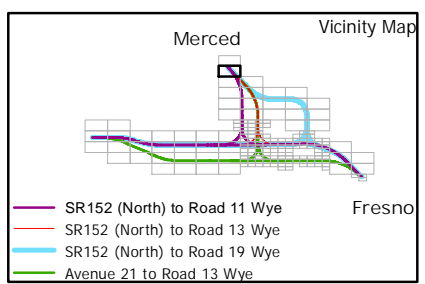 Vicinity Map
Merced
Fresno
SR152 (North) to Road 11 Wye
SR152 (North) to Road 13 Wye
SR152 (North) to Road 19 Wye
Avenue 21 to Road 13 Wye